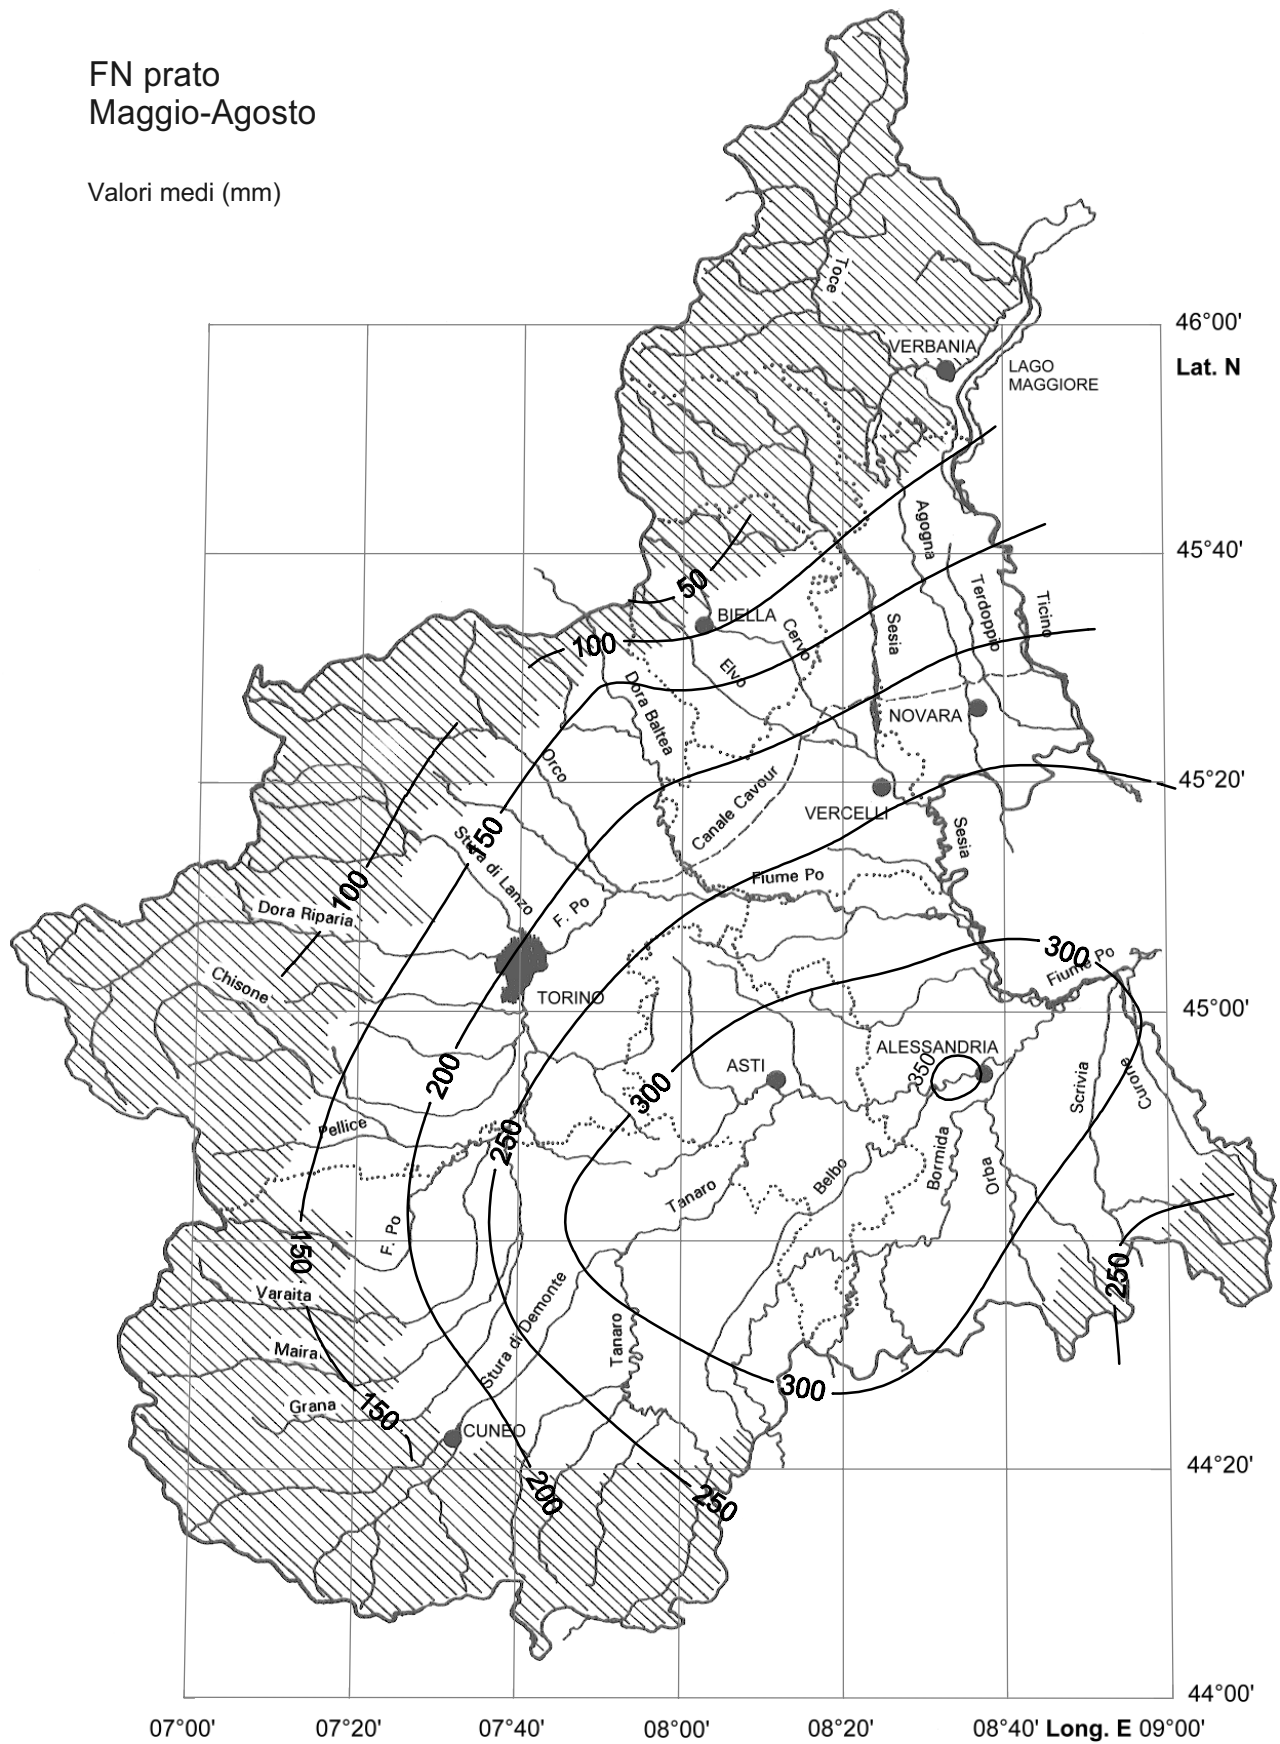 FN prato
Maggio-Agosto
Valori medi (mm)
Toce
46°00'
VERBANIA
Lat. N
LAGO
MAGGIORE
Agogna
45°40'
50
Terdoppio
Ticino
BIELLA
Cervo
Sesia
100
Elvo
Dora Baltea
NOVARA
Orco
45°20'
Canale Cavour
VERCELLI
150
Stura di Lanzo
Sesia
100
Fiume Po
Dora Riparia
F. Po
300
Fiume Po
Chisone
TORINO
45°00'
ALESSANDRIA
200
ASTI
350
300
Scrivia
Curone
Pellice
250
Bormida
Orba
Belbo
Tanaro
F. Po
150
250
Varaita
Stura di Demonte
Tanaro
Maira
300
Grana
150
CUNEO
44°20'
200
250
44°00'
07°00'
07°20'
07°40'
08°00'
08°20'
08°40'
Long. E
09°00'